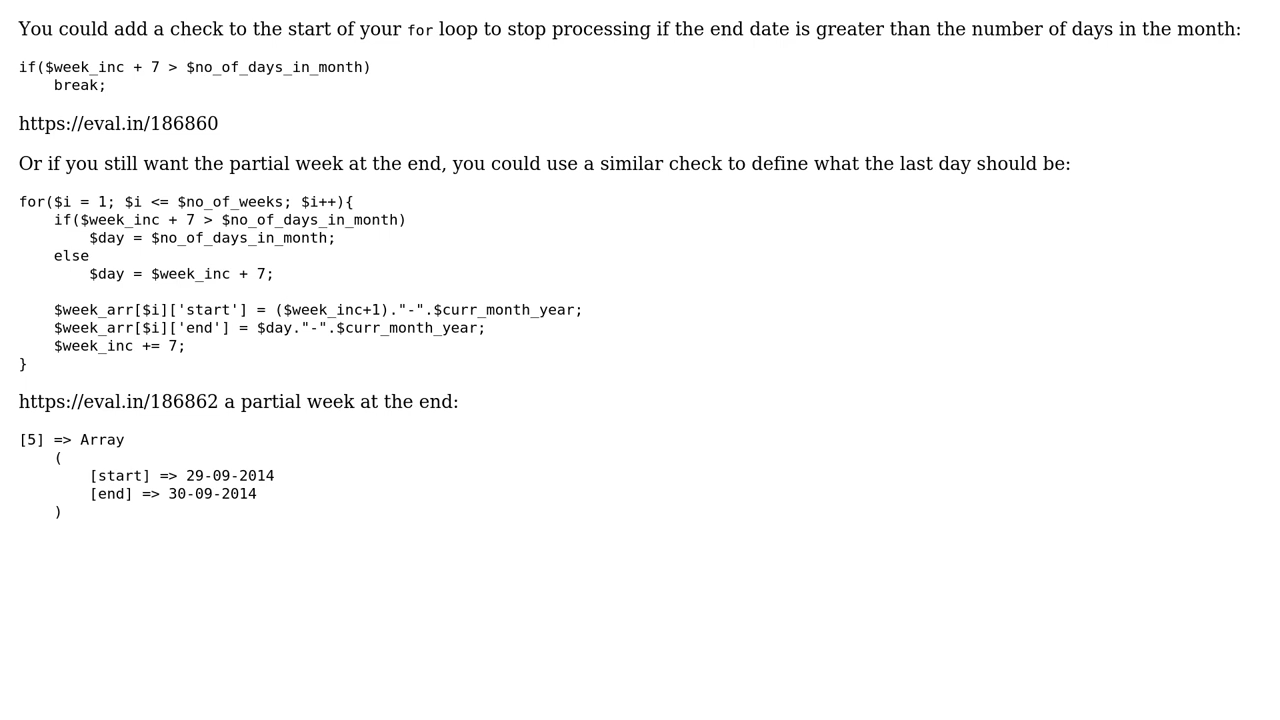 You could add a check to the start of your for loop to stop processing if the end date is greater than the number of days in the month:
if($week_inc + 7 > $no_of_days_in_month)
    break;
https://eval.in/186860
Or if you still want the partial week at the end, you could use a similar check to define what the last day should be:
for($i = 1; $i <= $no_of_weeks; $i++){
    if($week_inc + 7 > $no_of_days_in_month)
        $day = $no_of_days_in_month;
    else
        $day = $week_inc + 7;

    $week_arr[$i]['start'] = ($week_inc+1)."-".$curr_month_year;
    $week_arr[$i]['end'] = $day."-".$curr_month_year;
    $week_inc += 7;
}
https://eval.in/186862 a partial week at the end:
[5] => Array
    (
        [start] => 29-09-2014
        [end] => 30-09-2014
    )